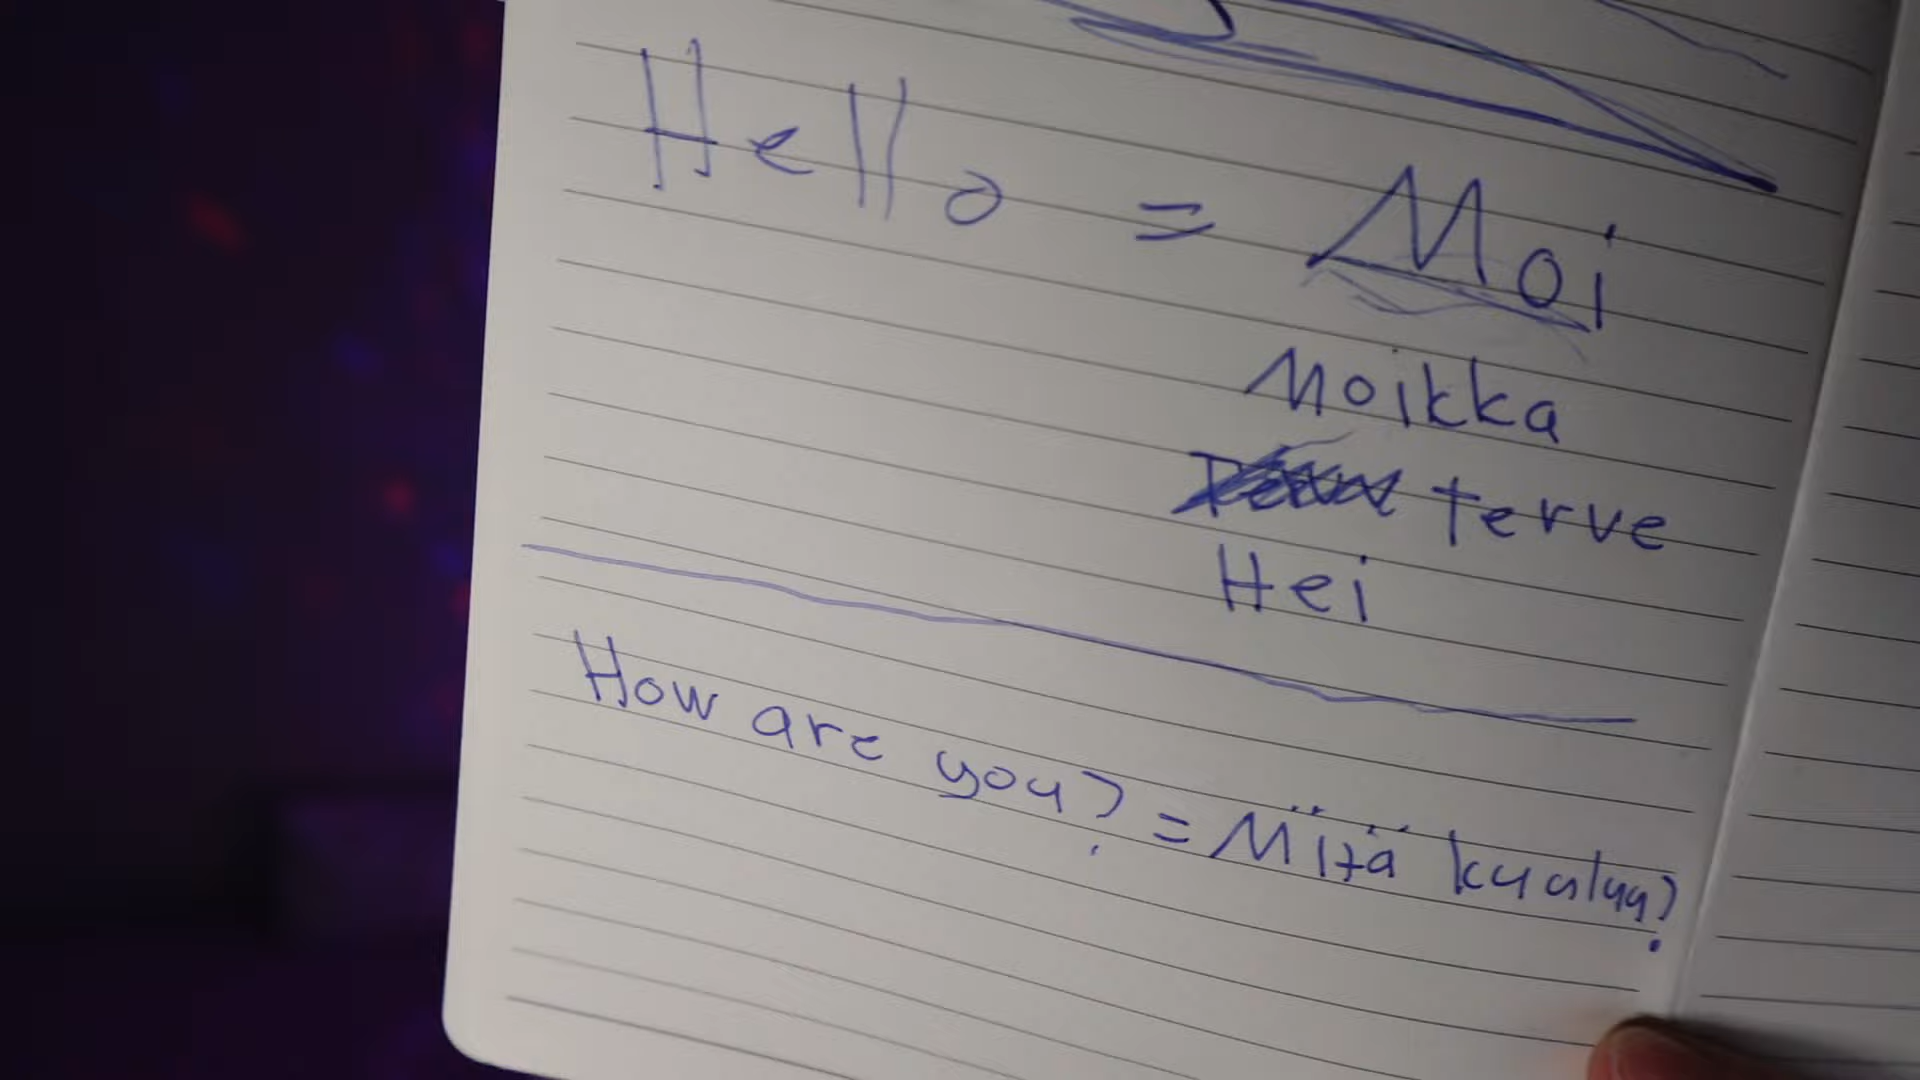 Hello = Moi
Moikka
terve
Hei
How are you? = Mitä kuuluu?